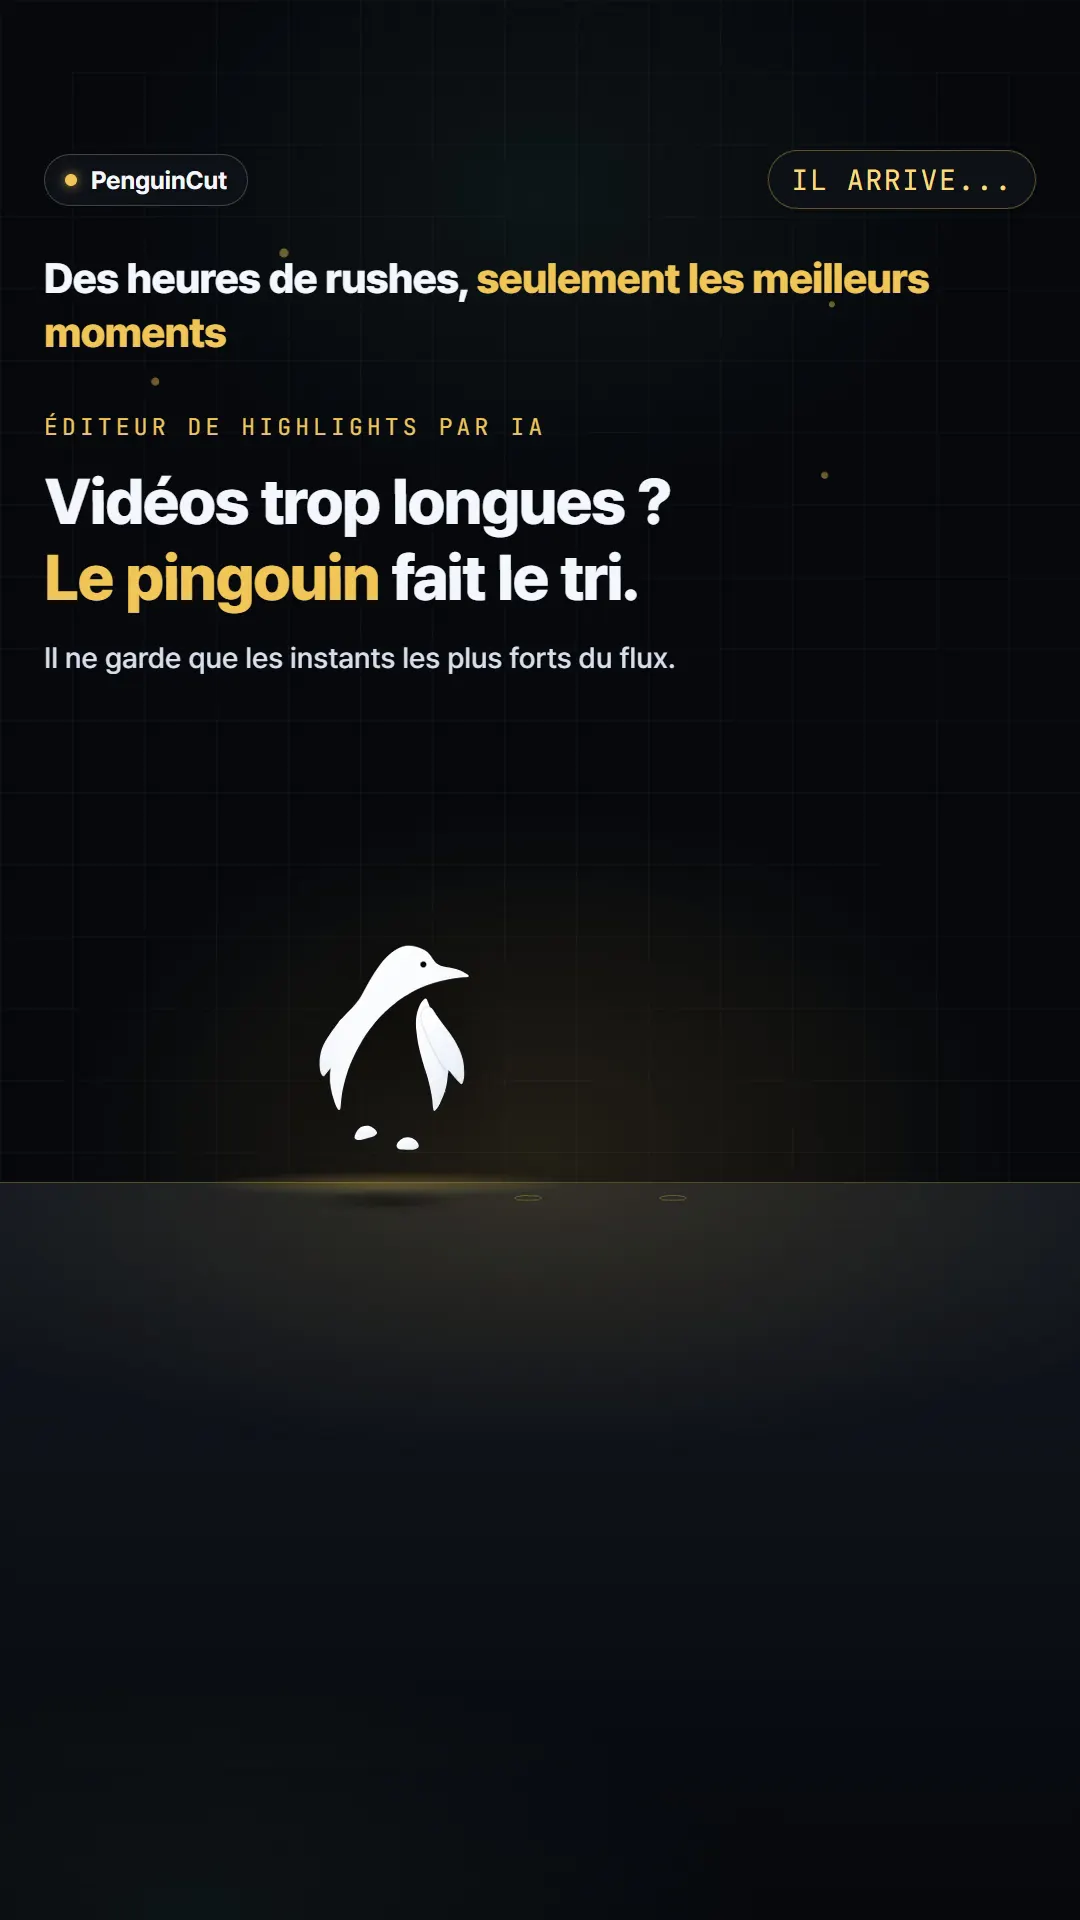 PenguinCut
IL ARRIVE...
Des heures de rushes, seulement les meilleurs
moments
ÉDITEUR DE HIGHLIGHTS PAR IA
Vidéos trop longues ?
Le pingouin fait le tri.
Il ne garde que les instants les plus forts du flux.